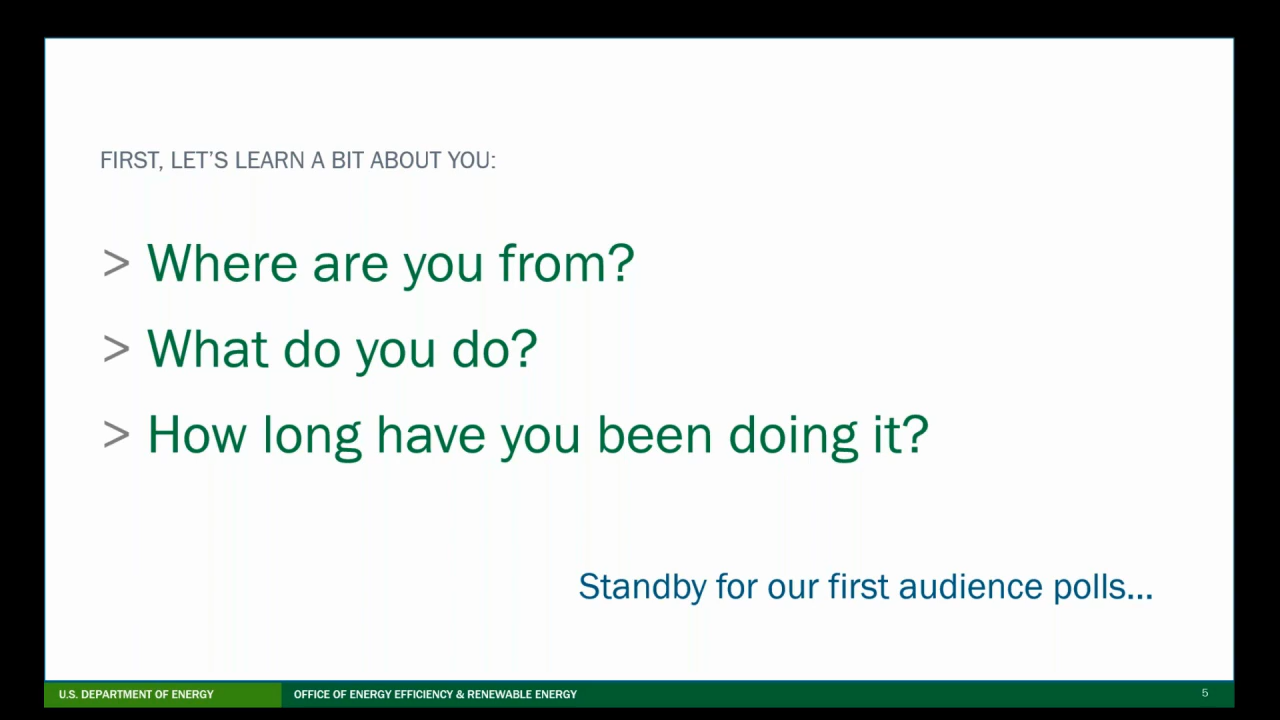 FIRST, LET’S LEARN A BIT ABOUT YOU:
> Where are you from?
> What do you do?
> How long have you been doing it?
Standby for our first audience polls...
U.S. DEPARTMENT OF ENERGY OFFICE OF ENERGY EFFICIENCY & RENEWABLE ENERGY 5